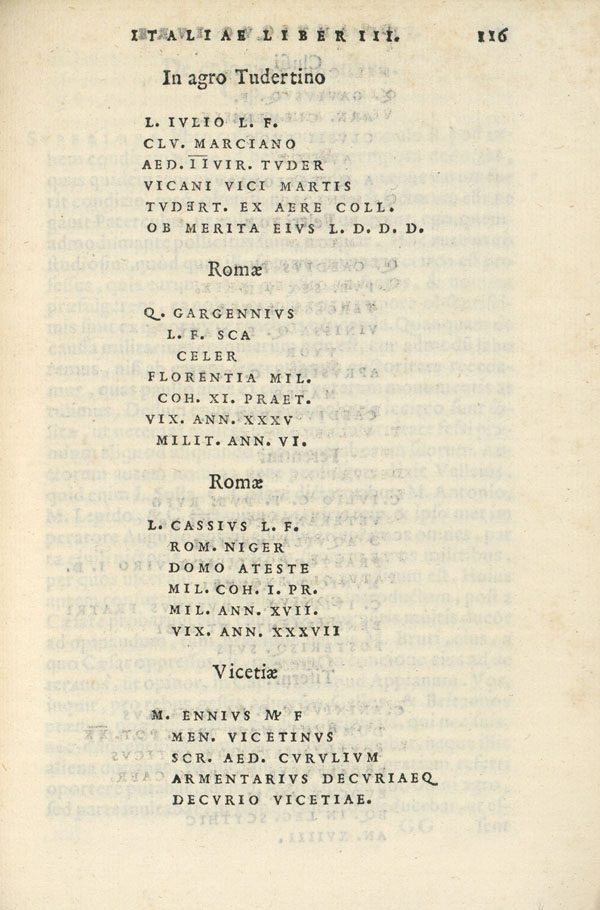 ITALIAE LIBER III. 116
In agro Tudertino
L. IVLIO L. F.
CLV. MARCIANO
AED. I̅I̅VIR. TVDER
VICANI VICI MARTIS
TVDƎRT. EX AERE COLL.
OB MERITA EIVS L. D. D. D.
Romæ
Q. GARGENNIVS
L. F. SCA
CELER
FLORENTIA MIL.
COH. XI. PRAET.
VIX. ANN. XXXV
MILIT. ANN. VI.
Romæ
L. CASSIVS L. F.
ROM. NIGER
DOMO ATESTE
MIL. COH. I. PR.
MIL. ANN. XVII.
VIX. ANN. XXXVII
Vicetiæ
M. ENNIVS M' F
MEN. VICETINVS
SCR. AED. CVRVLIVM
ARMENTARIVS DECVRIAEQ
DECVRIO VICETIAE.